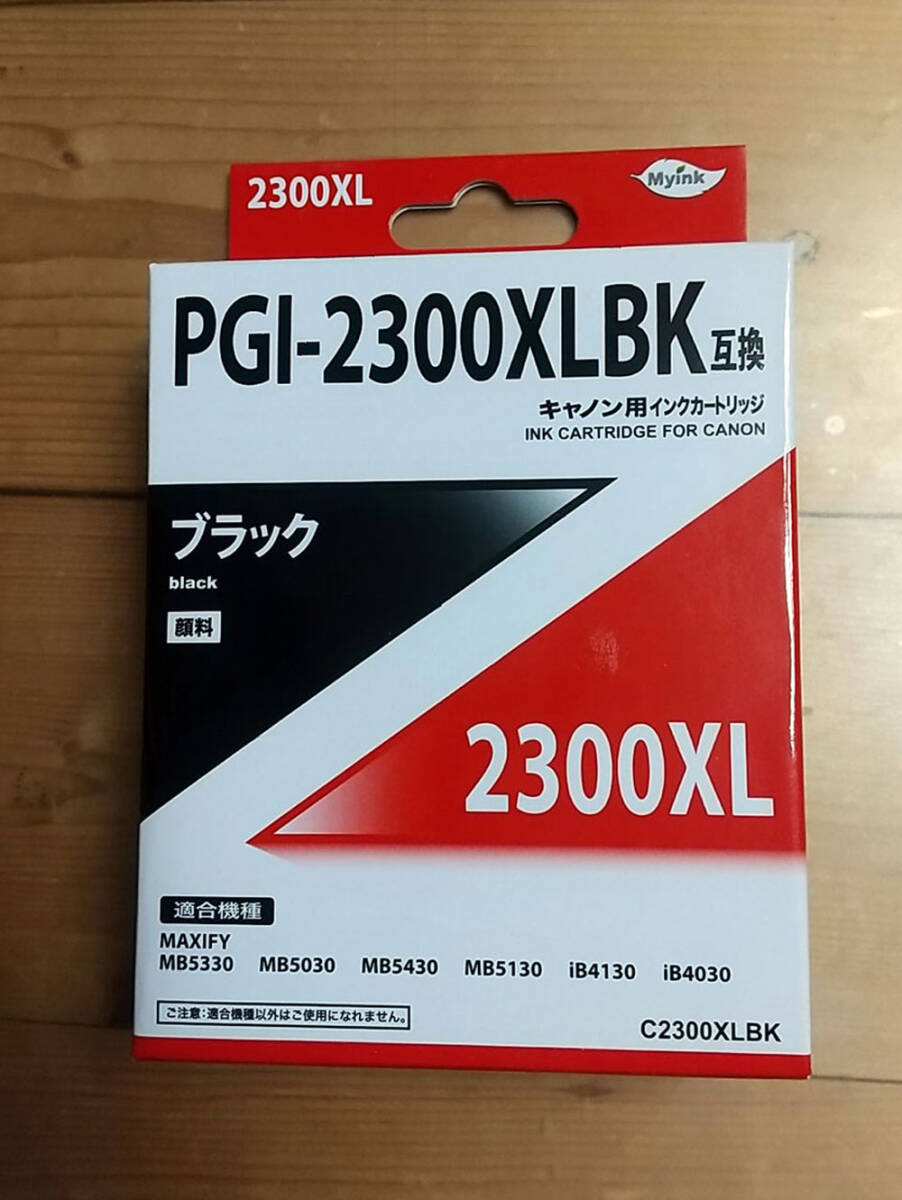 2300XL
Myink
PGI-2300XLBK互換
キャノン用インクカートリッジ
INK CARTRIDGE FOR CANON
ブラック
black
顔料
2300XL
適合機種
MAXIFY
MB5330 MB5030 MB5430 MB5130 iB4130 iB4030
ご注意:適合機種以外はご使用になれません。
C2300XLBK